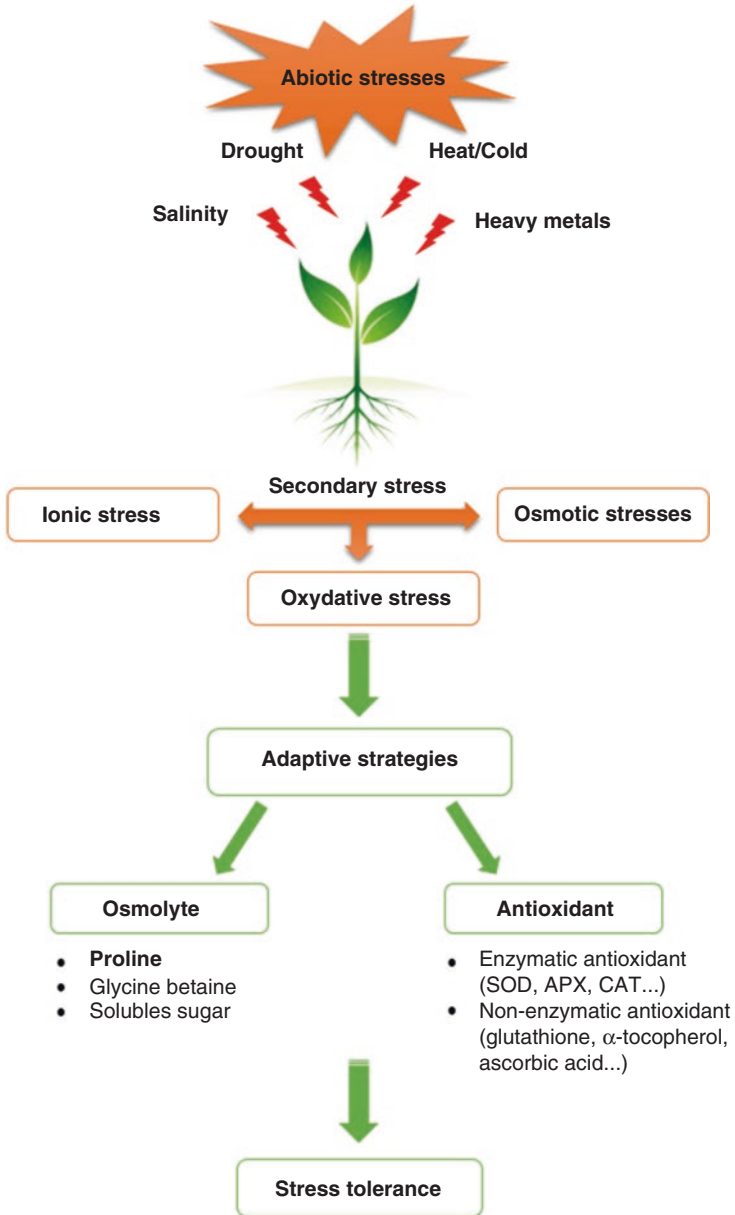 Abiotic stresses
Drought
Heat/Cold
Salinity
Heavy metals
Secondary stress
Ionic stress
Osmotic stresses
Oxydative stress
Adaptive strategies
Osmolyte
• Proline
• Glycine betaine
• Solubles sugar
Antioxidant
• Enzymatic antioxidant
(SOD, APX, CAT...)
• Non-enzymatic antioxidant
(glutathione, α-tocopherol,
ascorbic acid...)
Stress tolerance